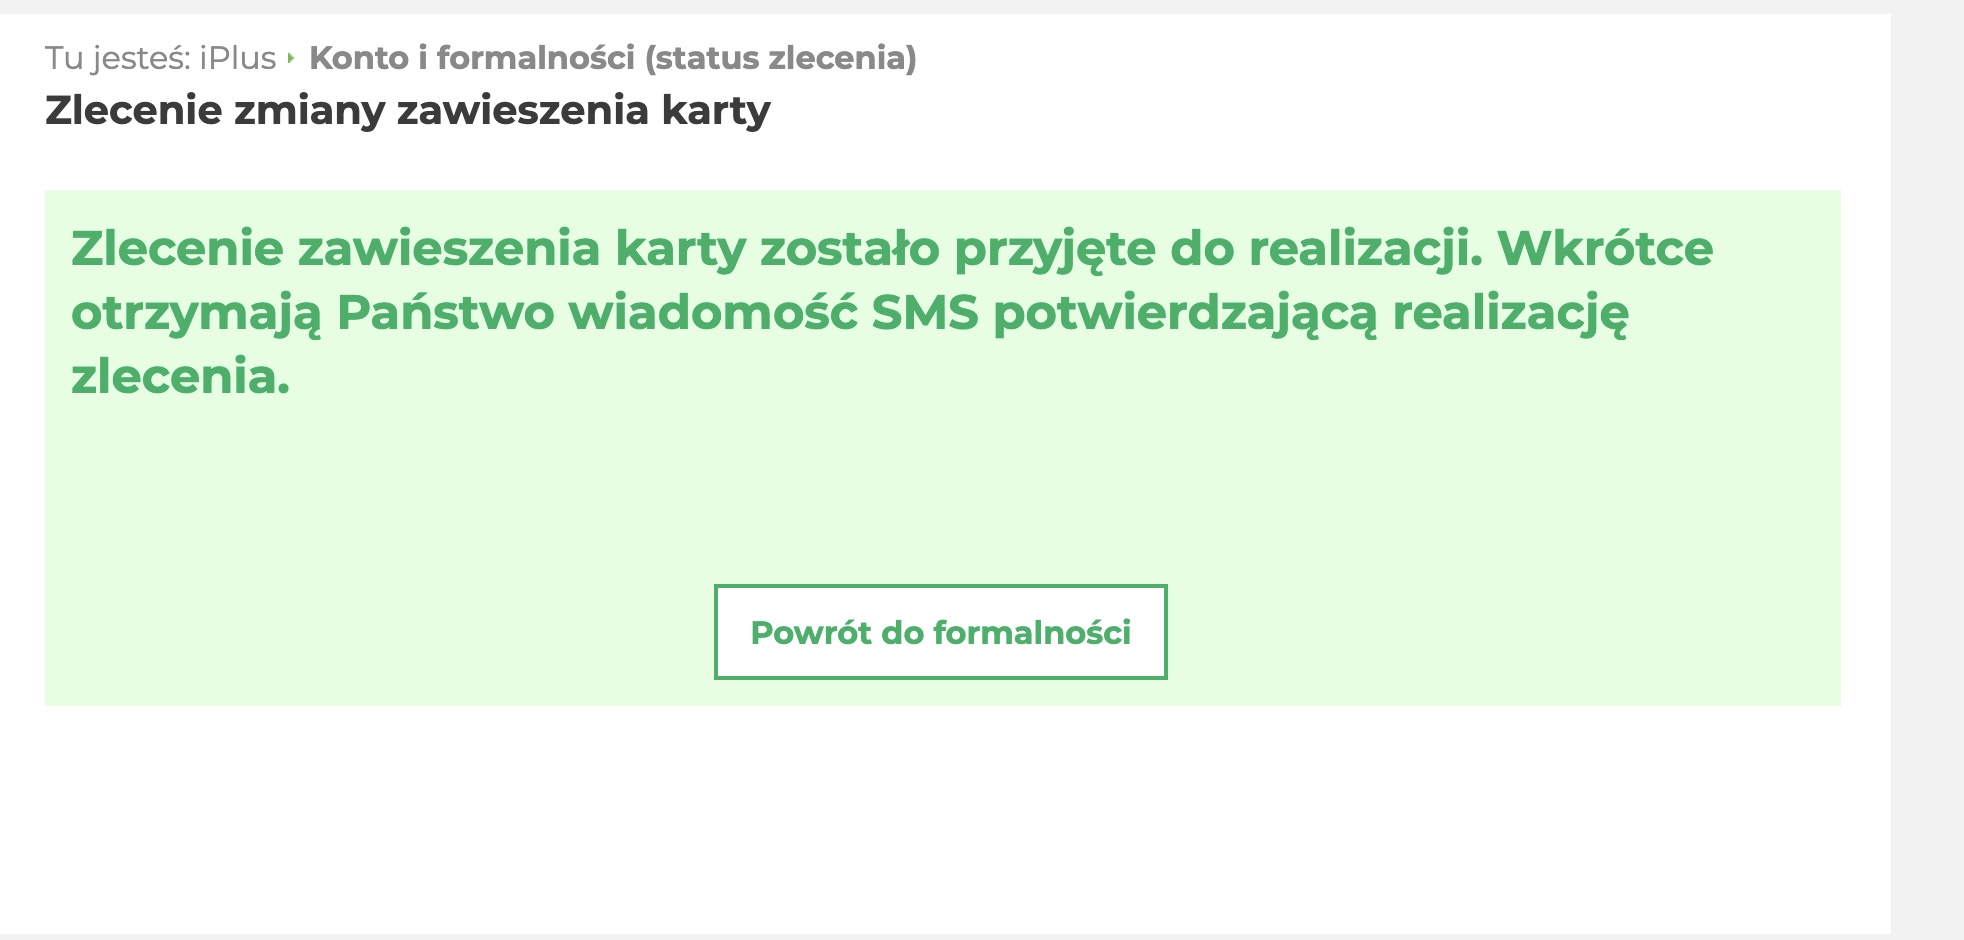 Tu jesteś: iPlus Konto i formalności (status zlecenia)
Zlecenie zmiany zawieszenia karty
Zlecenie zawieszenia karty zostało przyjęte do realizacji. Wkrótce
otrzymają Państwo wiadomość SMS potwierdzającą realizację
zlecenia.
Powrót do formalności